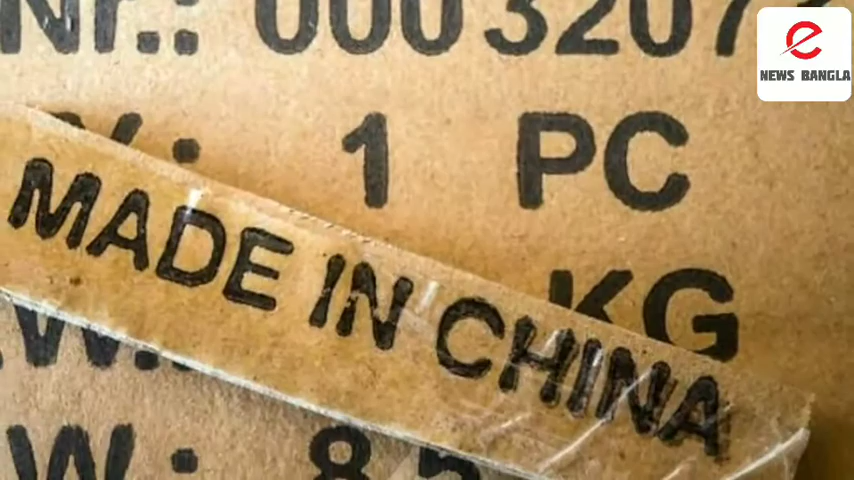 Nr.: 000320
NEWS BANGLA
1 PC
MADE IN CHINA
KG
W.: